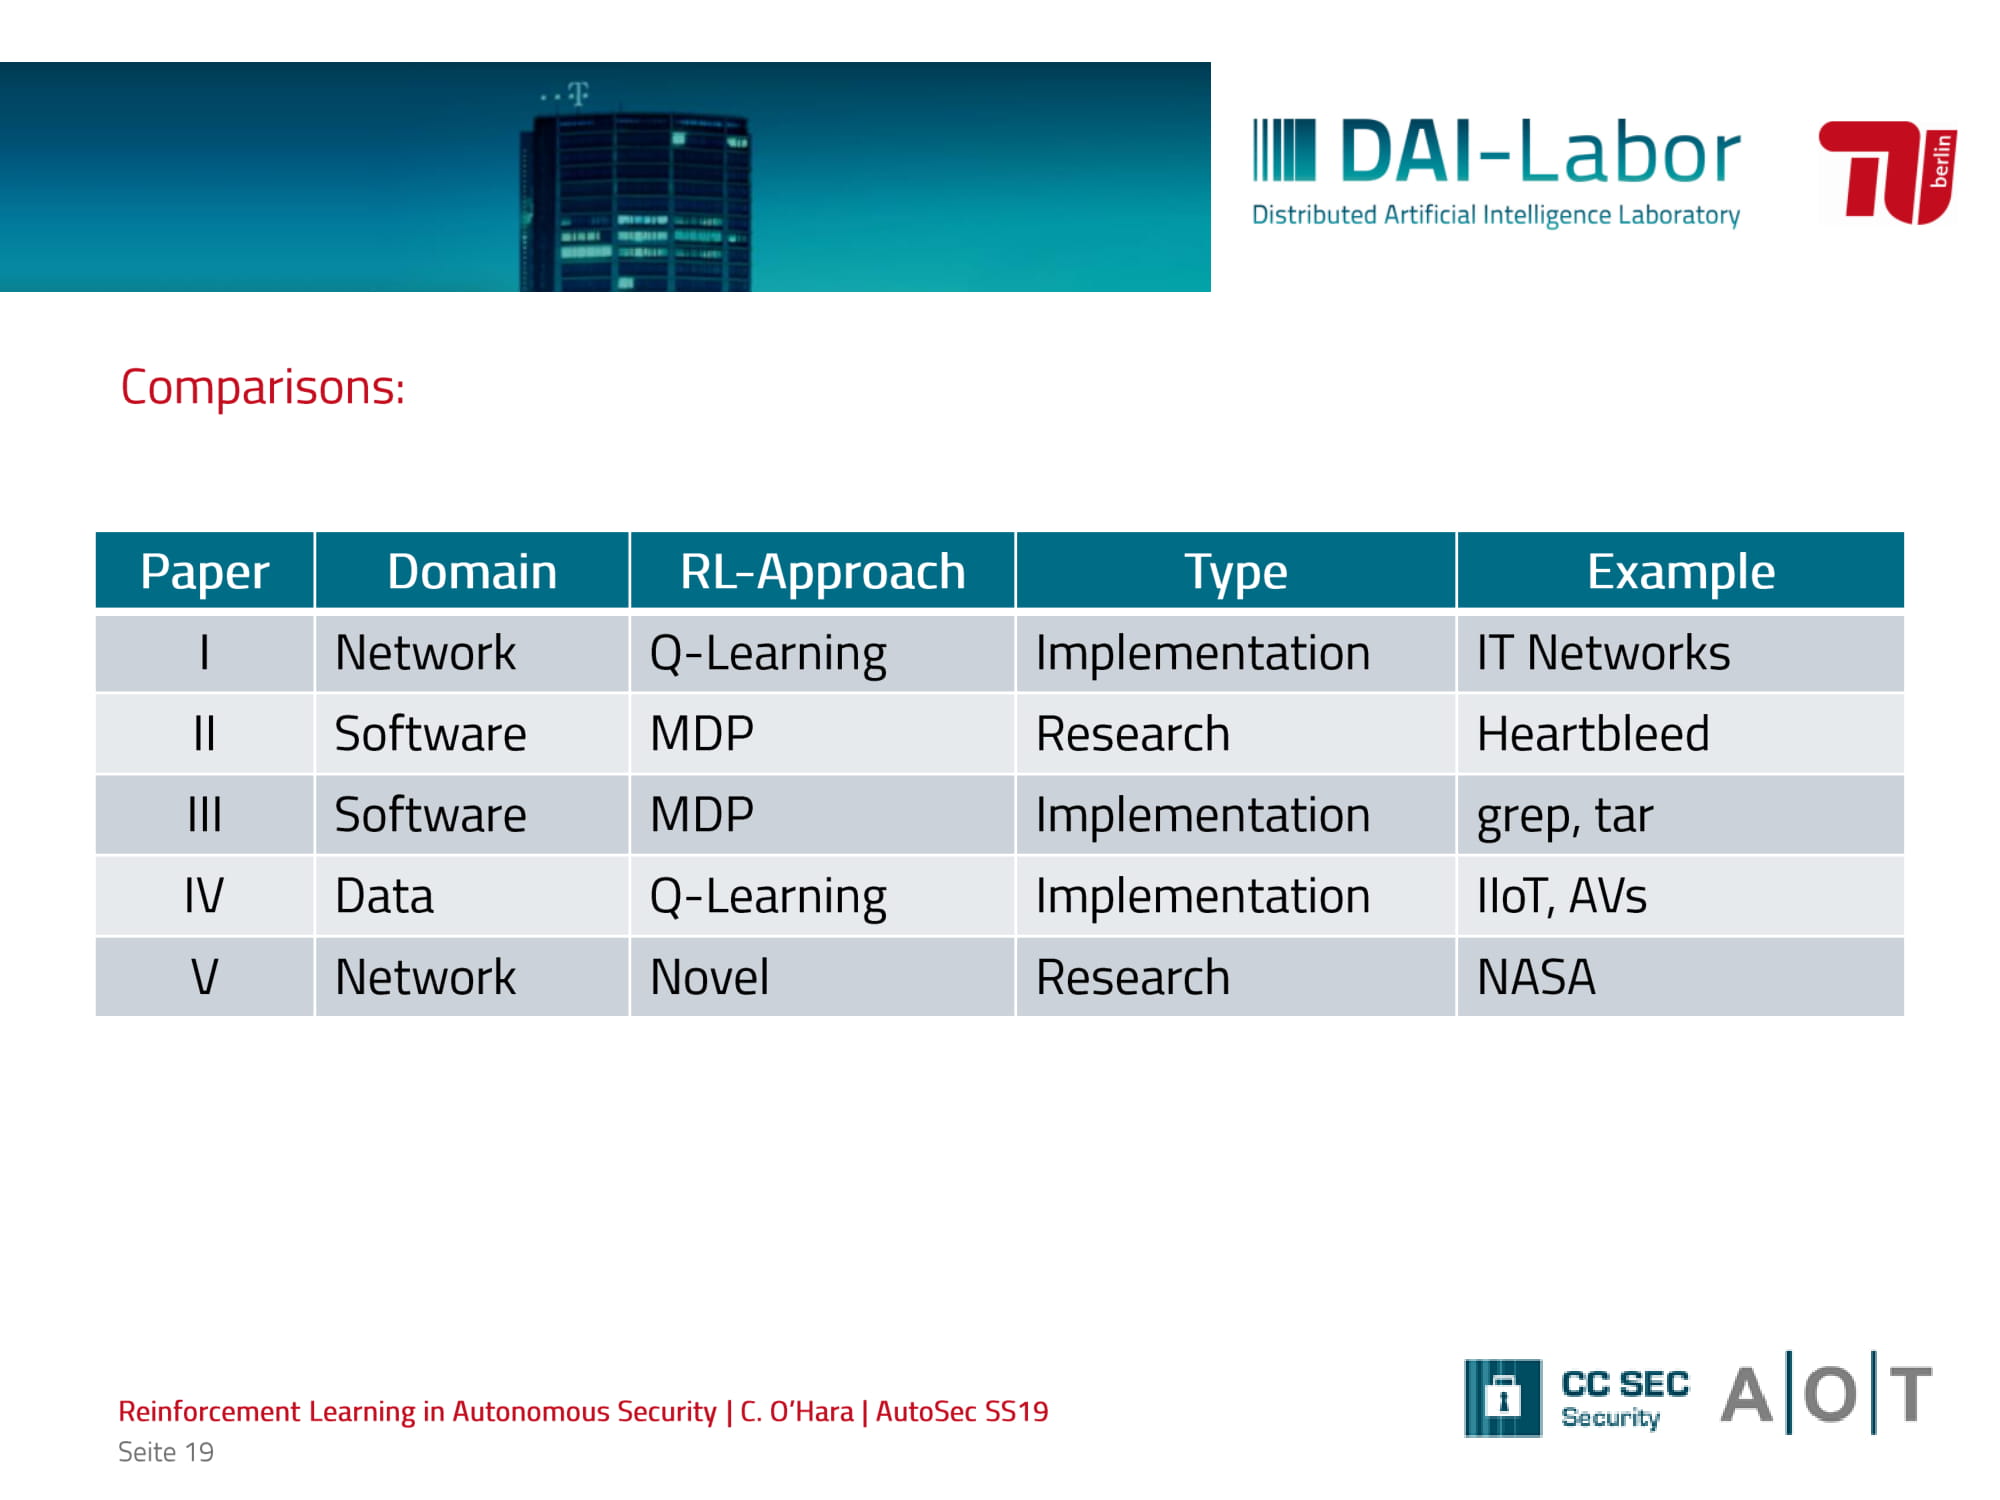 DAI-Labor
Distributed Artificial Intelligence Laboratory
berlin
Comparisons:
Paper Domain RL-Approach Type Example
I Network Q-Learning Implementation IT Networks
II Software MDP Research Heartbleed
III Software MDP Implementation grep, tar
IV Data Q-Learning Implementation IIoT, AVs
V Network Novel Research NASA
Reinforcement Learning in Autonomous Security | C. O’Hara | AutoSec SS19
Seite 19
CC SEC
Security
A|O|T